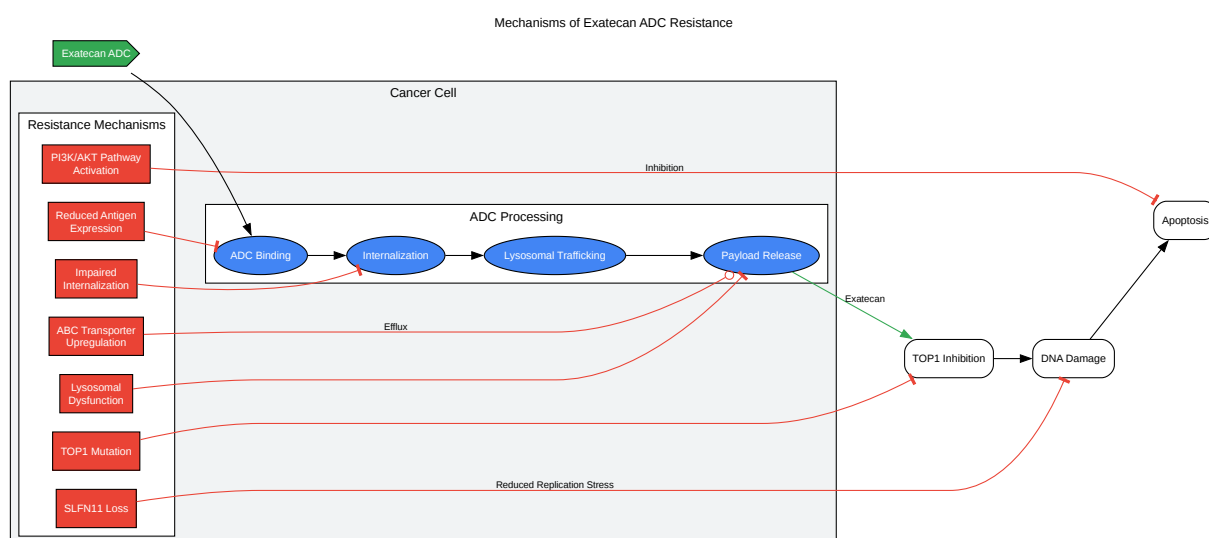 Mechanisms of Exatecan ADC Resistance
Exatecan ADC
Cancer Cell
Resistance Mechanisms
PI3K/AKT Pathway
Activation
Inhibition
Reduced Antigen
Expression
ADC Processing
Apoptosis
ADC Binding
Internalization
Lysosomal Trafficking
Payload Release
Impaired
Internalization
Exatecan
ABC Transporter
Upregulation
Efflux
TOP1 Inhibition
DNA Damage
Lysosomal
Dysfunction
TOP1 Mutation
Reduced Replication Stress
SLFN11 Loss